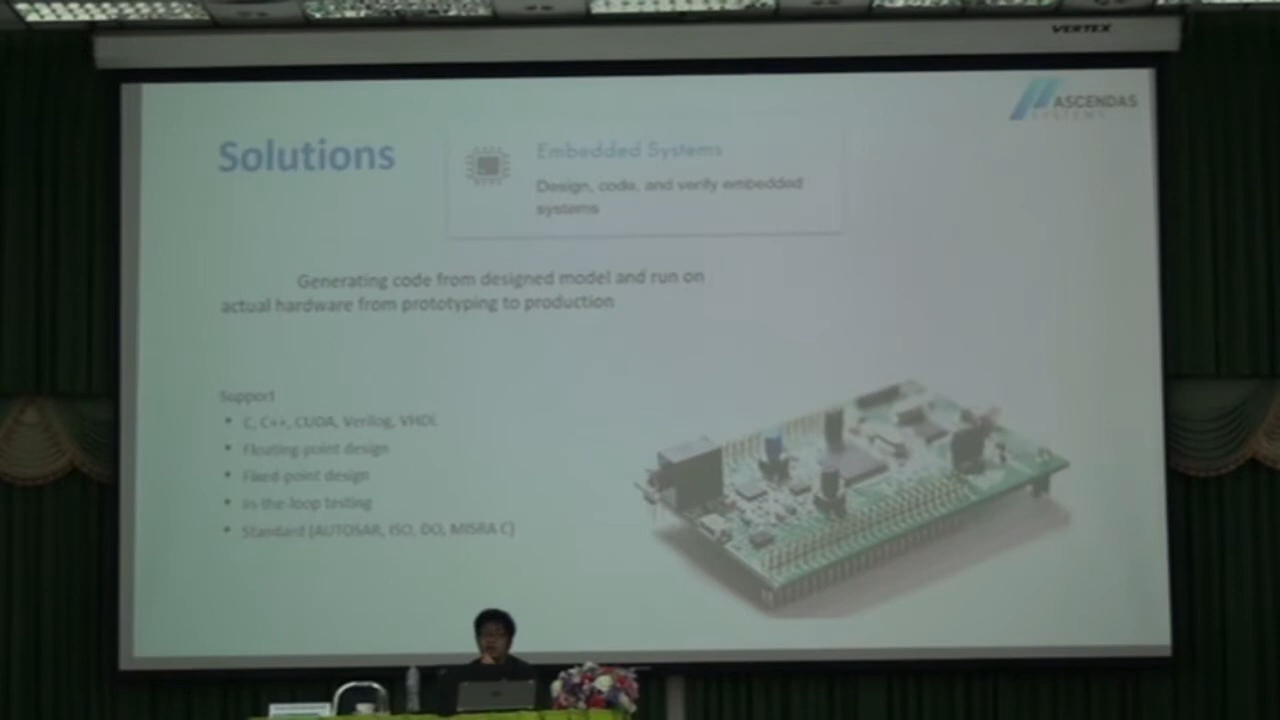 VERTEX
ASCENDAS
SYSTEMS
Solutions
Embedded Systems
Design, code, and verify embedded
systems
Generating code from designed model and run on
actual hardware from prototyping to production
Support
• C, C++, CUDA, Verilog, VHDL
• Floating-point design
• Fixed-point design
• In-the-loop testing
• Standard (AUTOSAR, ISO, DO, MISRA C)